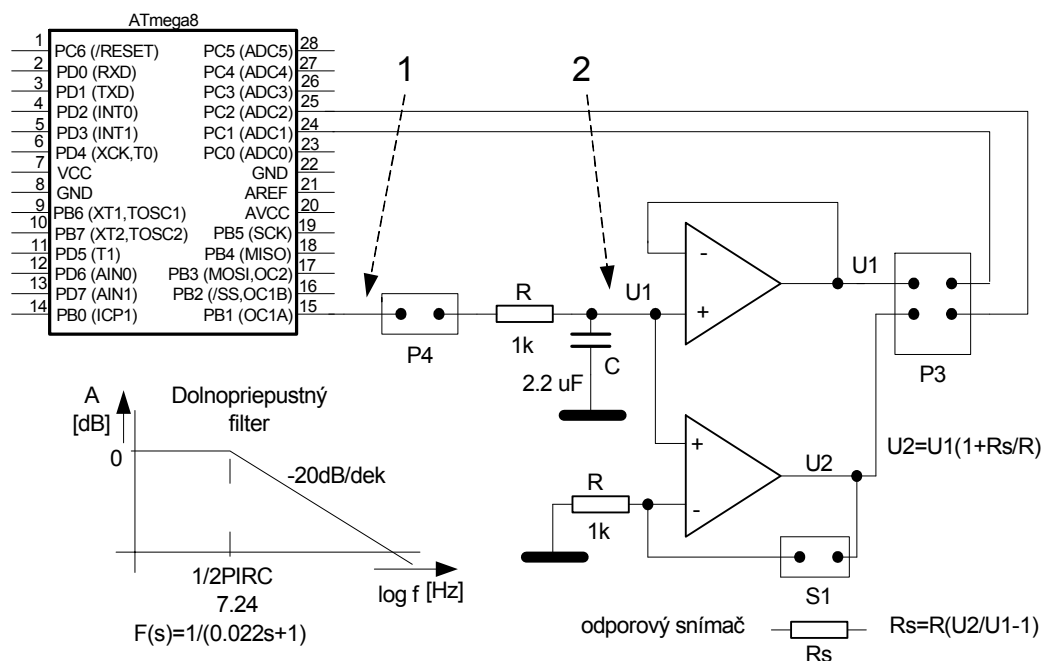 ATmega8
1 PC6 (/RESET) PC5 (ADC5) 28
2 PD0 (RXD) PC4 (ADC4) 27
3 PD1 (TXD) PC3 (ADC3) 26
4 PD2 (INT0) PC2 (ADC2) 25
5 PD3 (INT1) PC1 (ADC1) 24
6 PD4 (XCK,T0) PC0 (ADC0) 23
7 VCC GND 22
8 GND AREF 21
9 PB6 (XT1,TOSC1) AVCC 20
10 PB7 (XT2,TOSC2) PB5 (SCK) 19
11 PD5 (T1) PB4 (MISO) 18
12 PD6 (AIN0) PB3 (MOSI,OC2) 17
13 PD7 (AIN1) PB2 (/SS,OC1B) 16
14 PB0 (ICP1) PB1 (OC1A) 15
1
2
P4
R
1k
C
2.2 uF
U1
-
+
U1
P3
+
-
U2
U2=U1(1+Rs/R)
R
1k
S1
A
[dB]
Dolnopriepustný
filter
0
-20dB/dek
1/2PIRC
7.24
log f [Hz]
F(s)=1/(0.022s+1)
odporový snímač
Rs
Rs=R(U2/U1-1)